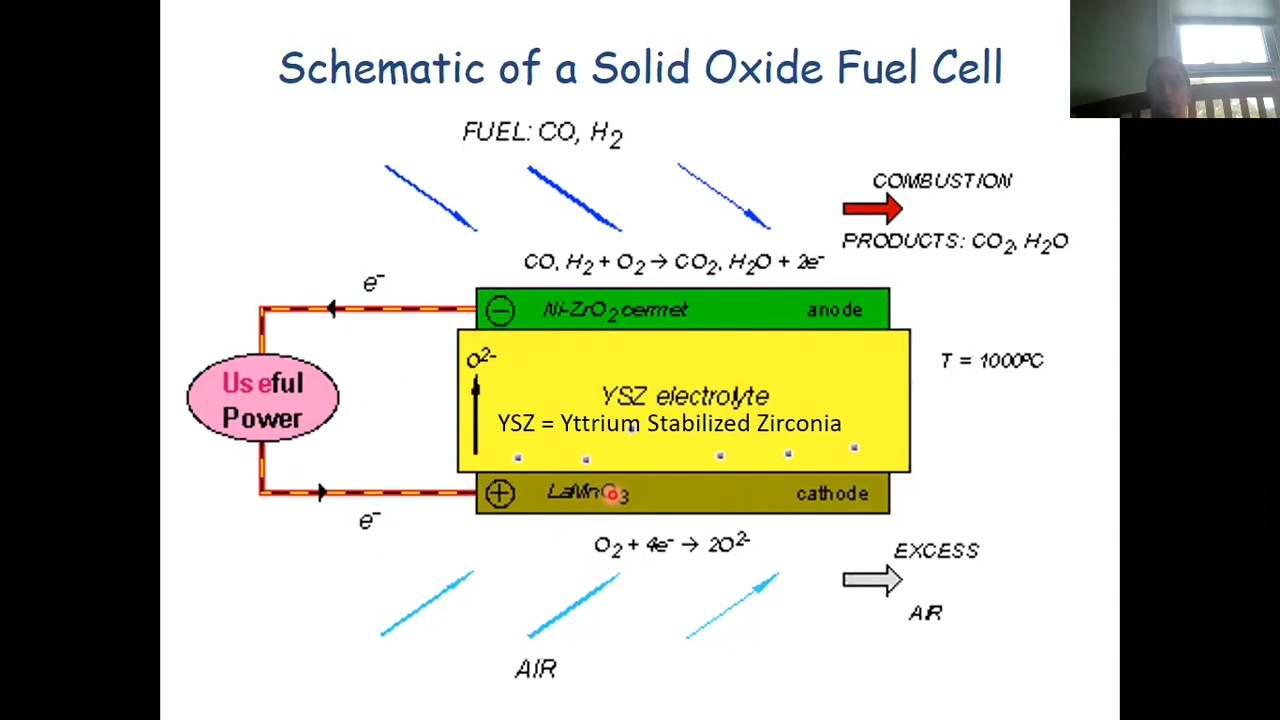 Schematic of a Solid Oxide Fuel Cell
FUEL: CO, H2
COMBUSTION
PRODUCTS: CO2, H2O
CO, H2 + O2 → CO2, H2O + 2e-
e-
Ni-ZrO2 cermet anode
O2-
T = 1000ºC
Useful
Power
YSZ electrolyte
YSZ = Yttrium Stabilized Zirconia
LaMnO3 cathode
e-
O2 + 4e- → 2O2-
EXCESS
AIR
AIR